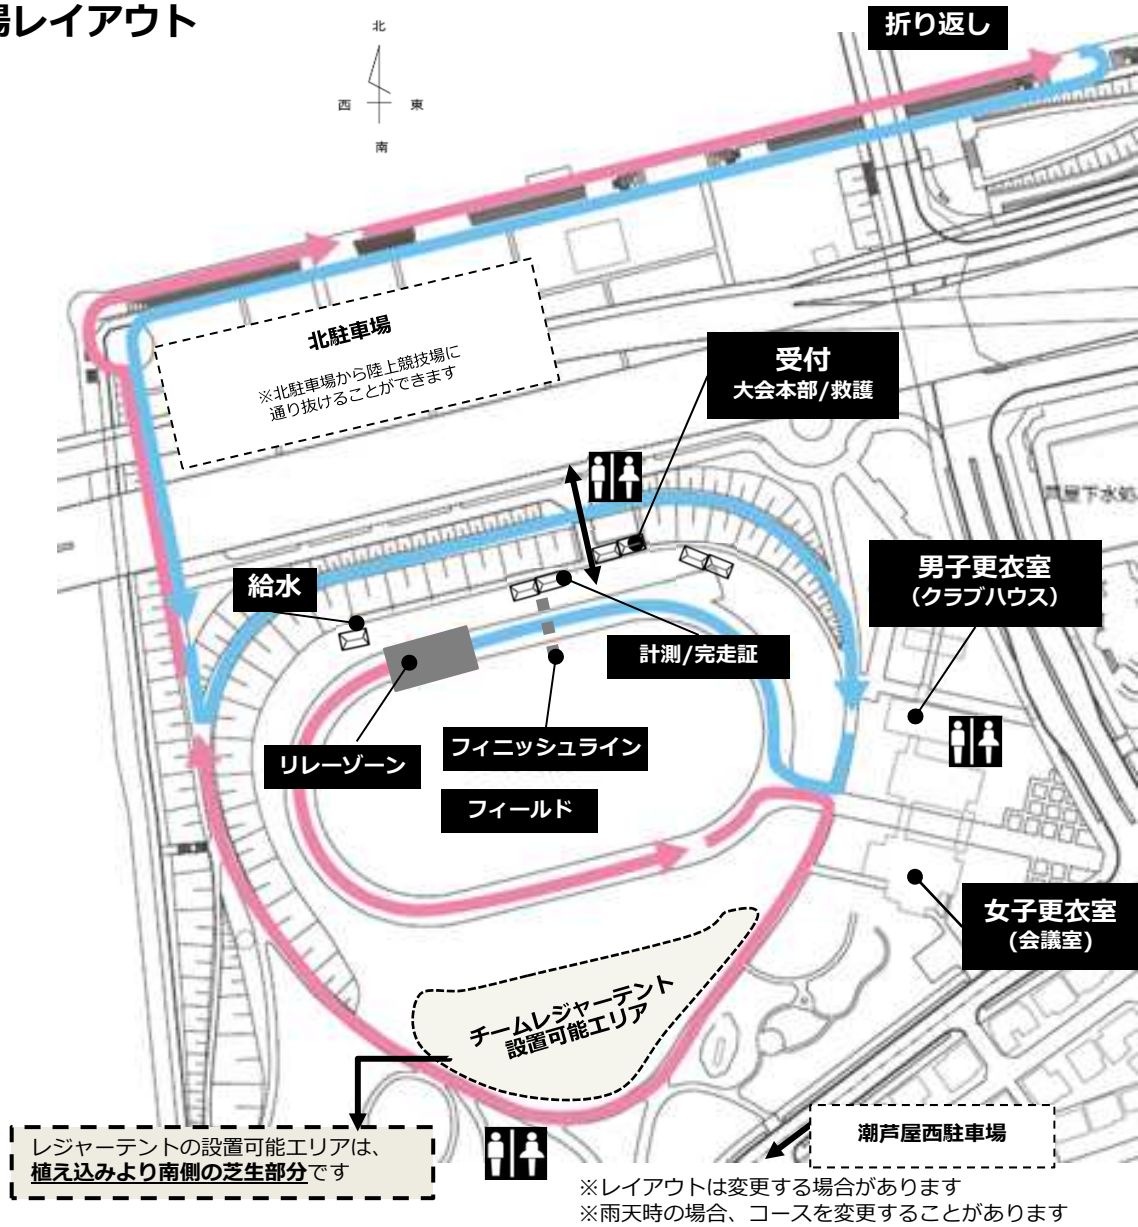 場レイアウト
折り返し
北
西
東
南
北駐車場
※北駐車場から陸上競技場に
通り抜けることができます
受付
大会本部/救護
芦屋下水処
給水
男子更衣室
（クラブハウス）
計測/完走証
フィニッシュライン
リレーゾーン
フィールド
女子更衣室
(会議室)
チームレジャーテント
設置可能エリア
潮芦屋西駐車場
レジャーテントの設置可能エリアは、
植え込みより南側の芝生部分です
※レイアウトは変更する場合があります
※雨天時の場合、コースを変更することがあります